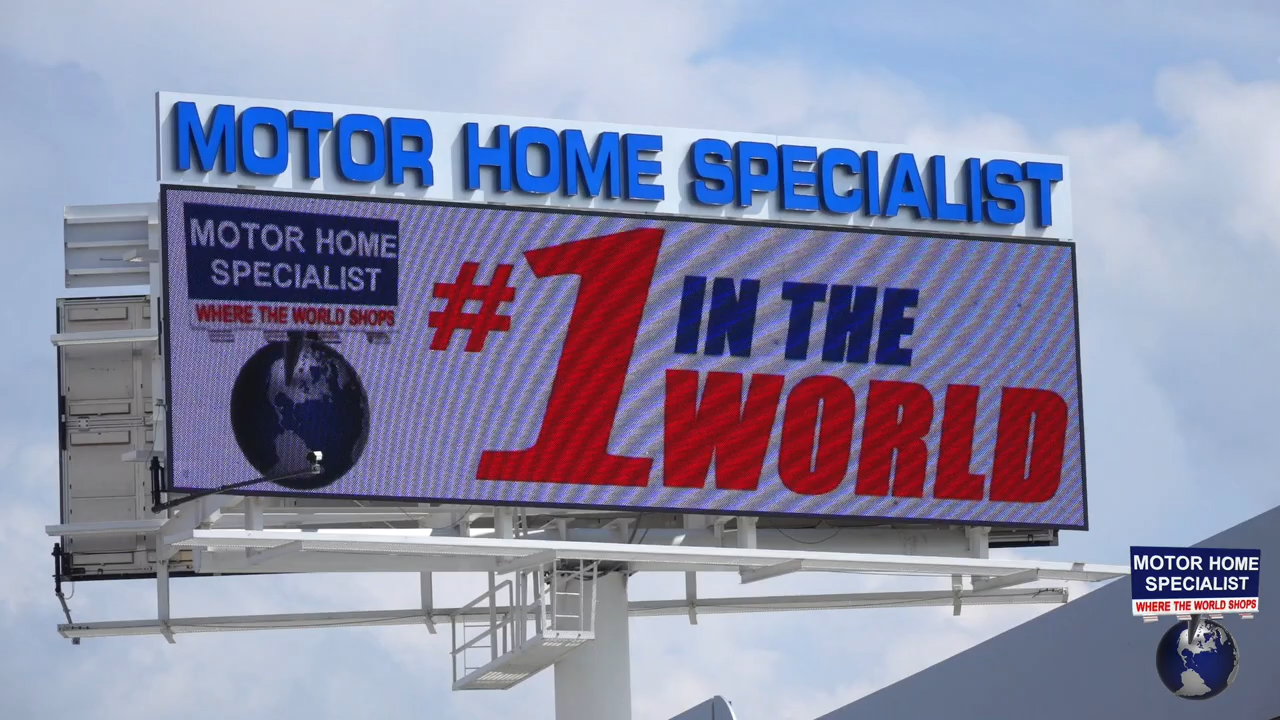 MOTOR HOME SPECIALIST
MOTOR HOME
SPECIALIST
WHERE THE WORLD SHOPS
#1
IN THE
WORLD
MOTOR HOME
SPECIALIST
WHERE THE WORLD SHOPS